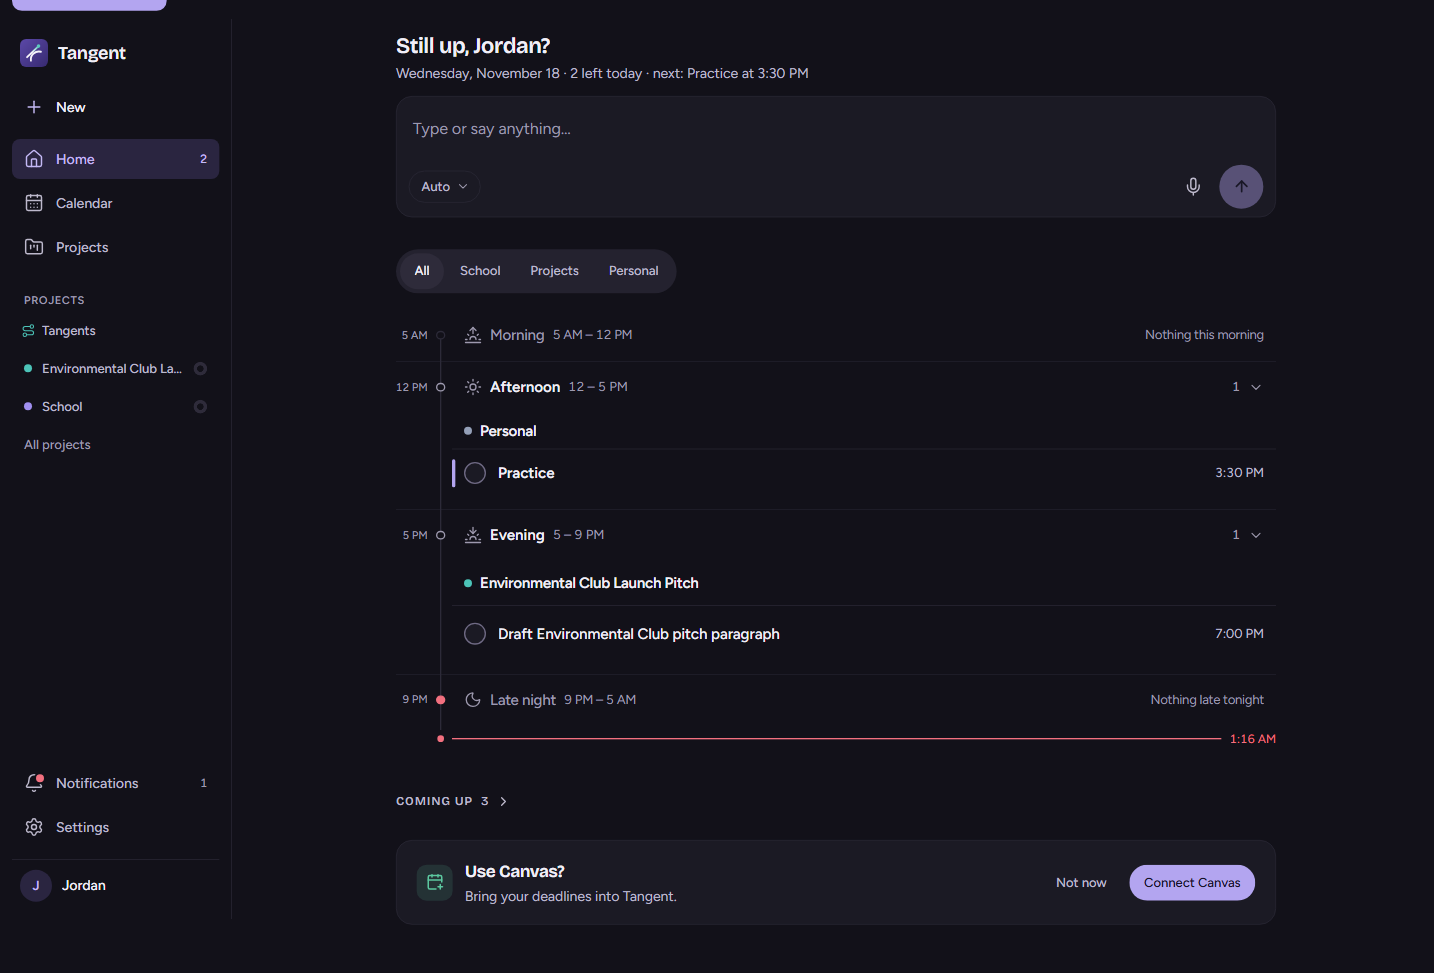 Tangent
New
Home 2
Calendar
Projects
PROJECTS
Tangents
Environmental Club La...
School
All projects
Notifications 1
Settings
J Jordan
Still up, Jordan?
Wednesday, November 18 · 2 left today · next: Practice at 3:30 PM
Type or say anything...
Auto
All School Projects Personal
5 AM Morning 5 AM – 12 PM Nothing this morning
12 PM Afternoon 12 – 5 PM 1
Personal
Practice 3:30 PM
5 PM Evening 5 – 9 PM 1
Environmental Club Launch Pitch
Draft Environmental Club pitch paragraph 7:00 PM
9 PM Late night 9 PM – 5 AM Nothing late tonight
1:16 AM
COMING UP 3
Use Canvas?
Bring your deadlines into Tangent.
Not now Connect Canvas